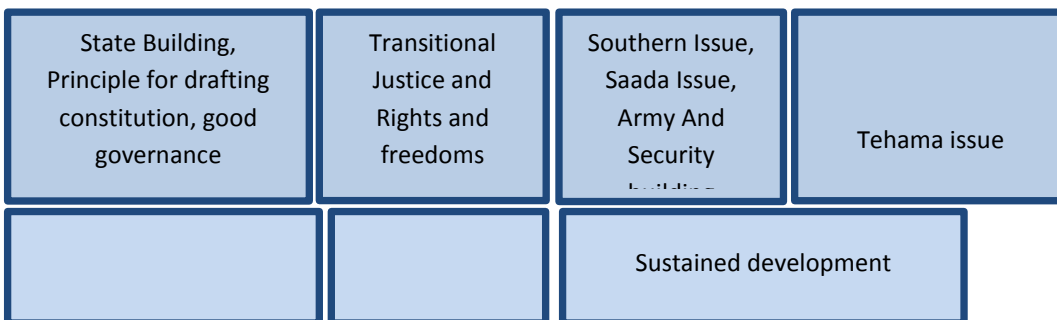 State Building,
Principle for drafting
constitution, good
governance
Transitional
Justice and
Rights and
freedoms
Southern Issue,
Saada Issue,
Army And
Security
Tehama issue
Sustained development